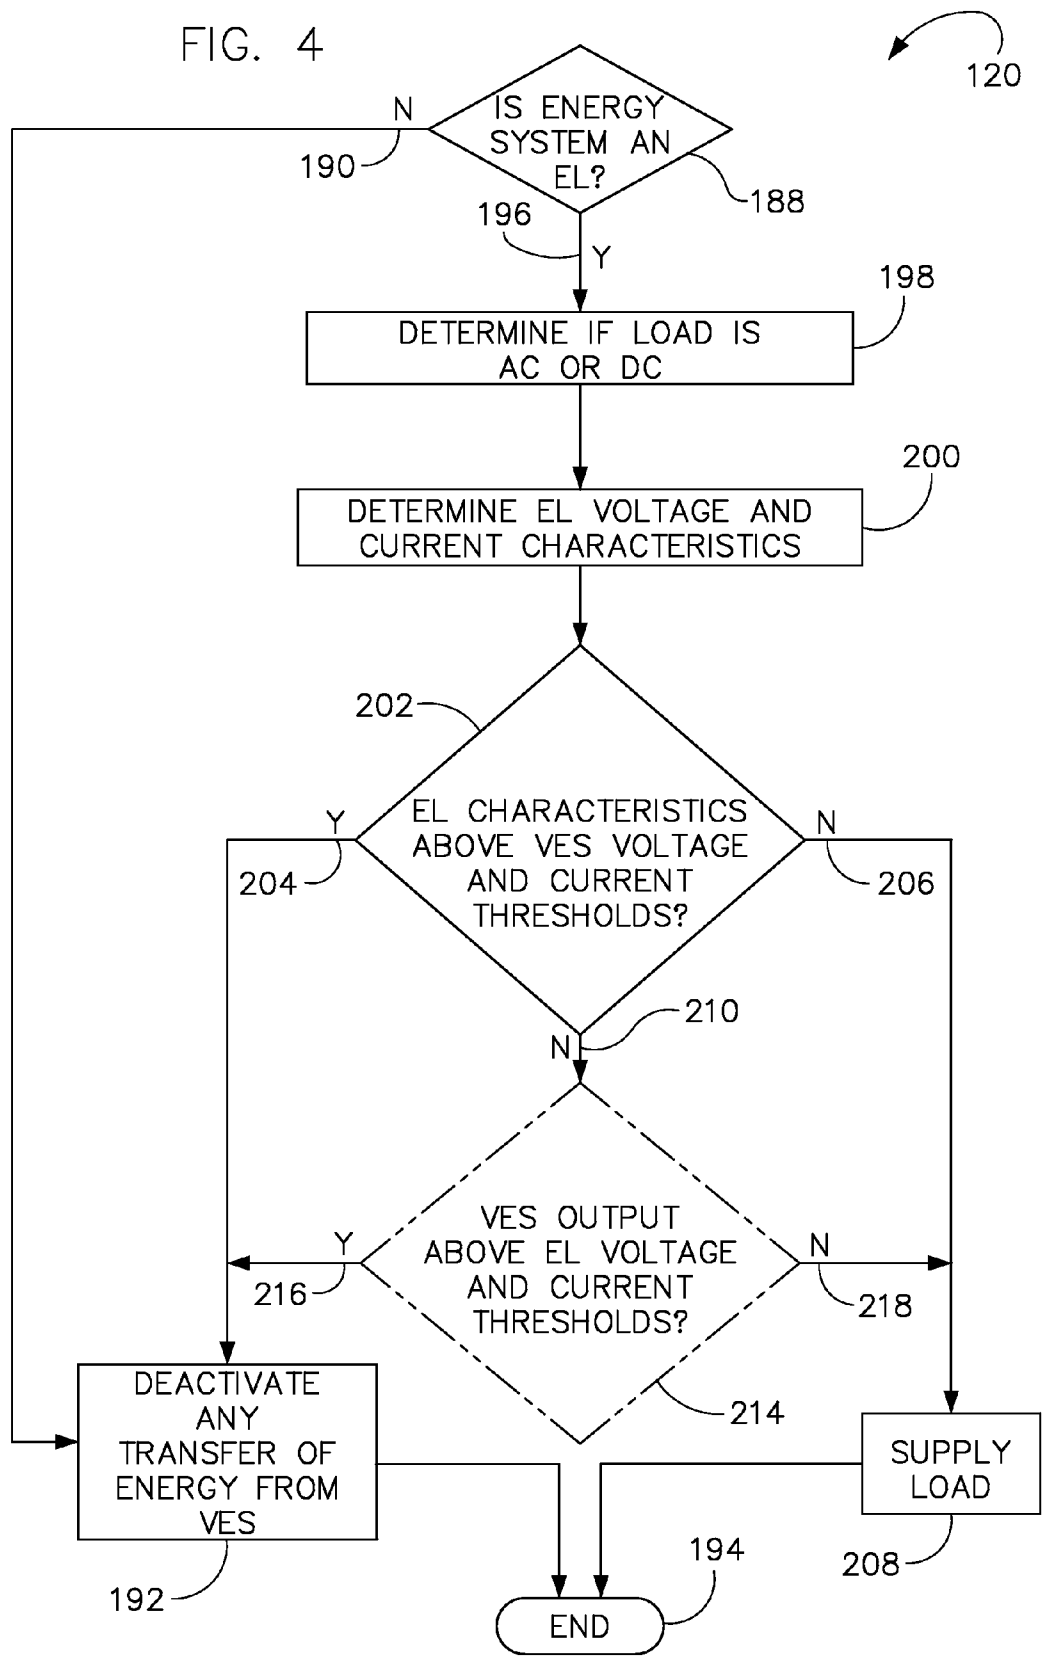 FIG. 4
120
N
IS ENERGY
SYSTEM AN
EL?
190
188
196
Y
198
DETERMINE IF LOAD IS
AC OR DC
200
DETERMINE EL VOLTAGE AND
CURRENT CHARACTERISTICS
202
Y
EL CHARACTERISTICS
ABOVE VES VOLTAGE
AND CURRENT
THRESHOLDS?
N
204
206
210
N
VES OUTPUT
ABOVE EL VOLTAGE
AND CURRENT
THRESHOLDS?
Y
N
216
218
214
DEACTIVATE
ANY
TRANSFER OF
ENERGY FROM
VES
SUPPLY
LOAD
192
208
194
END